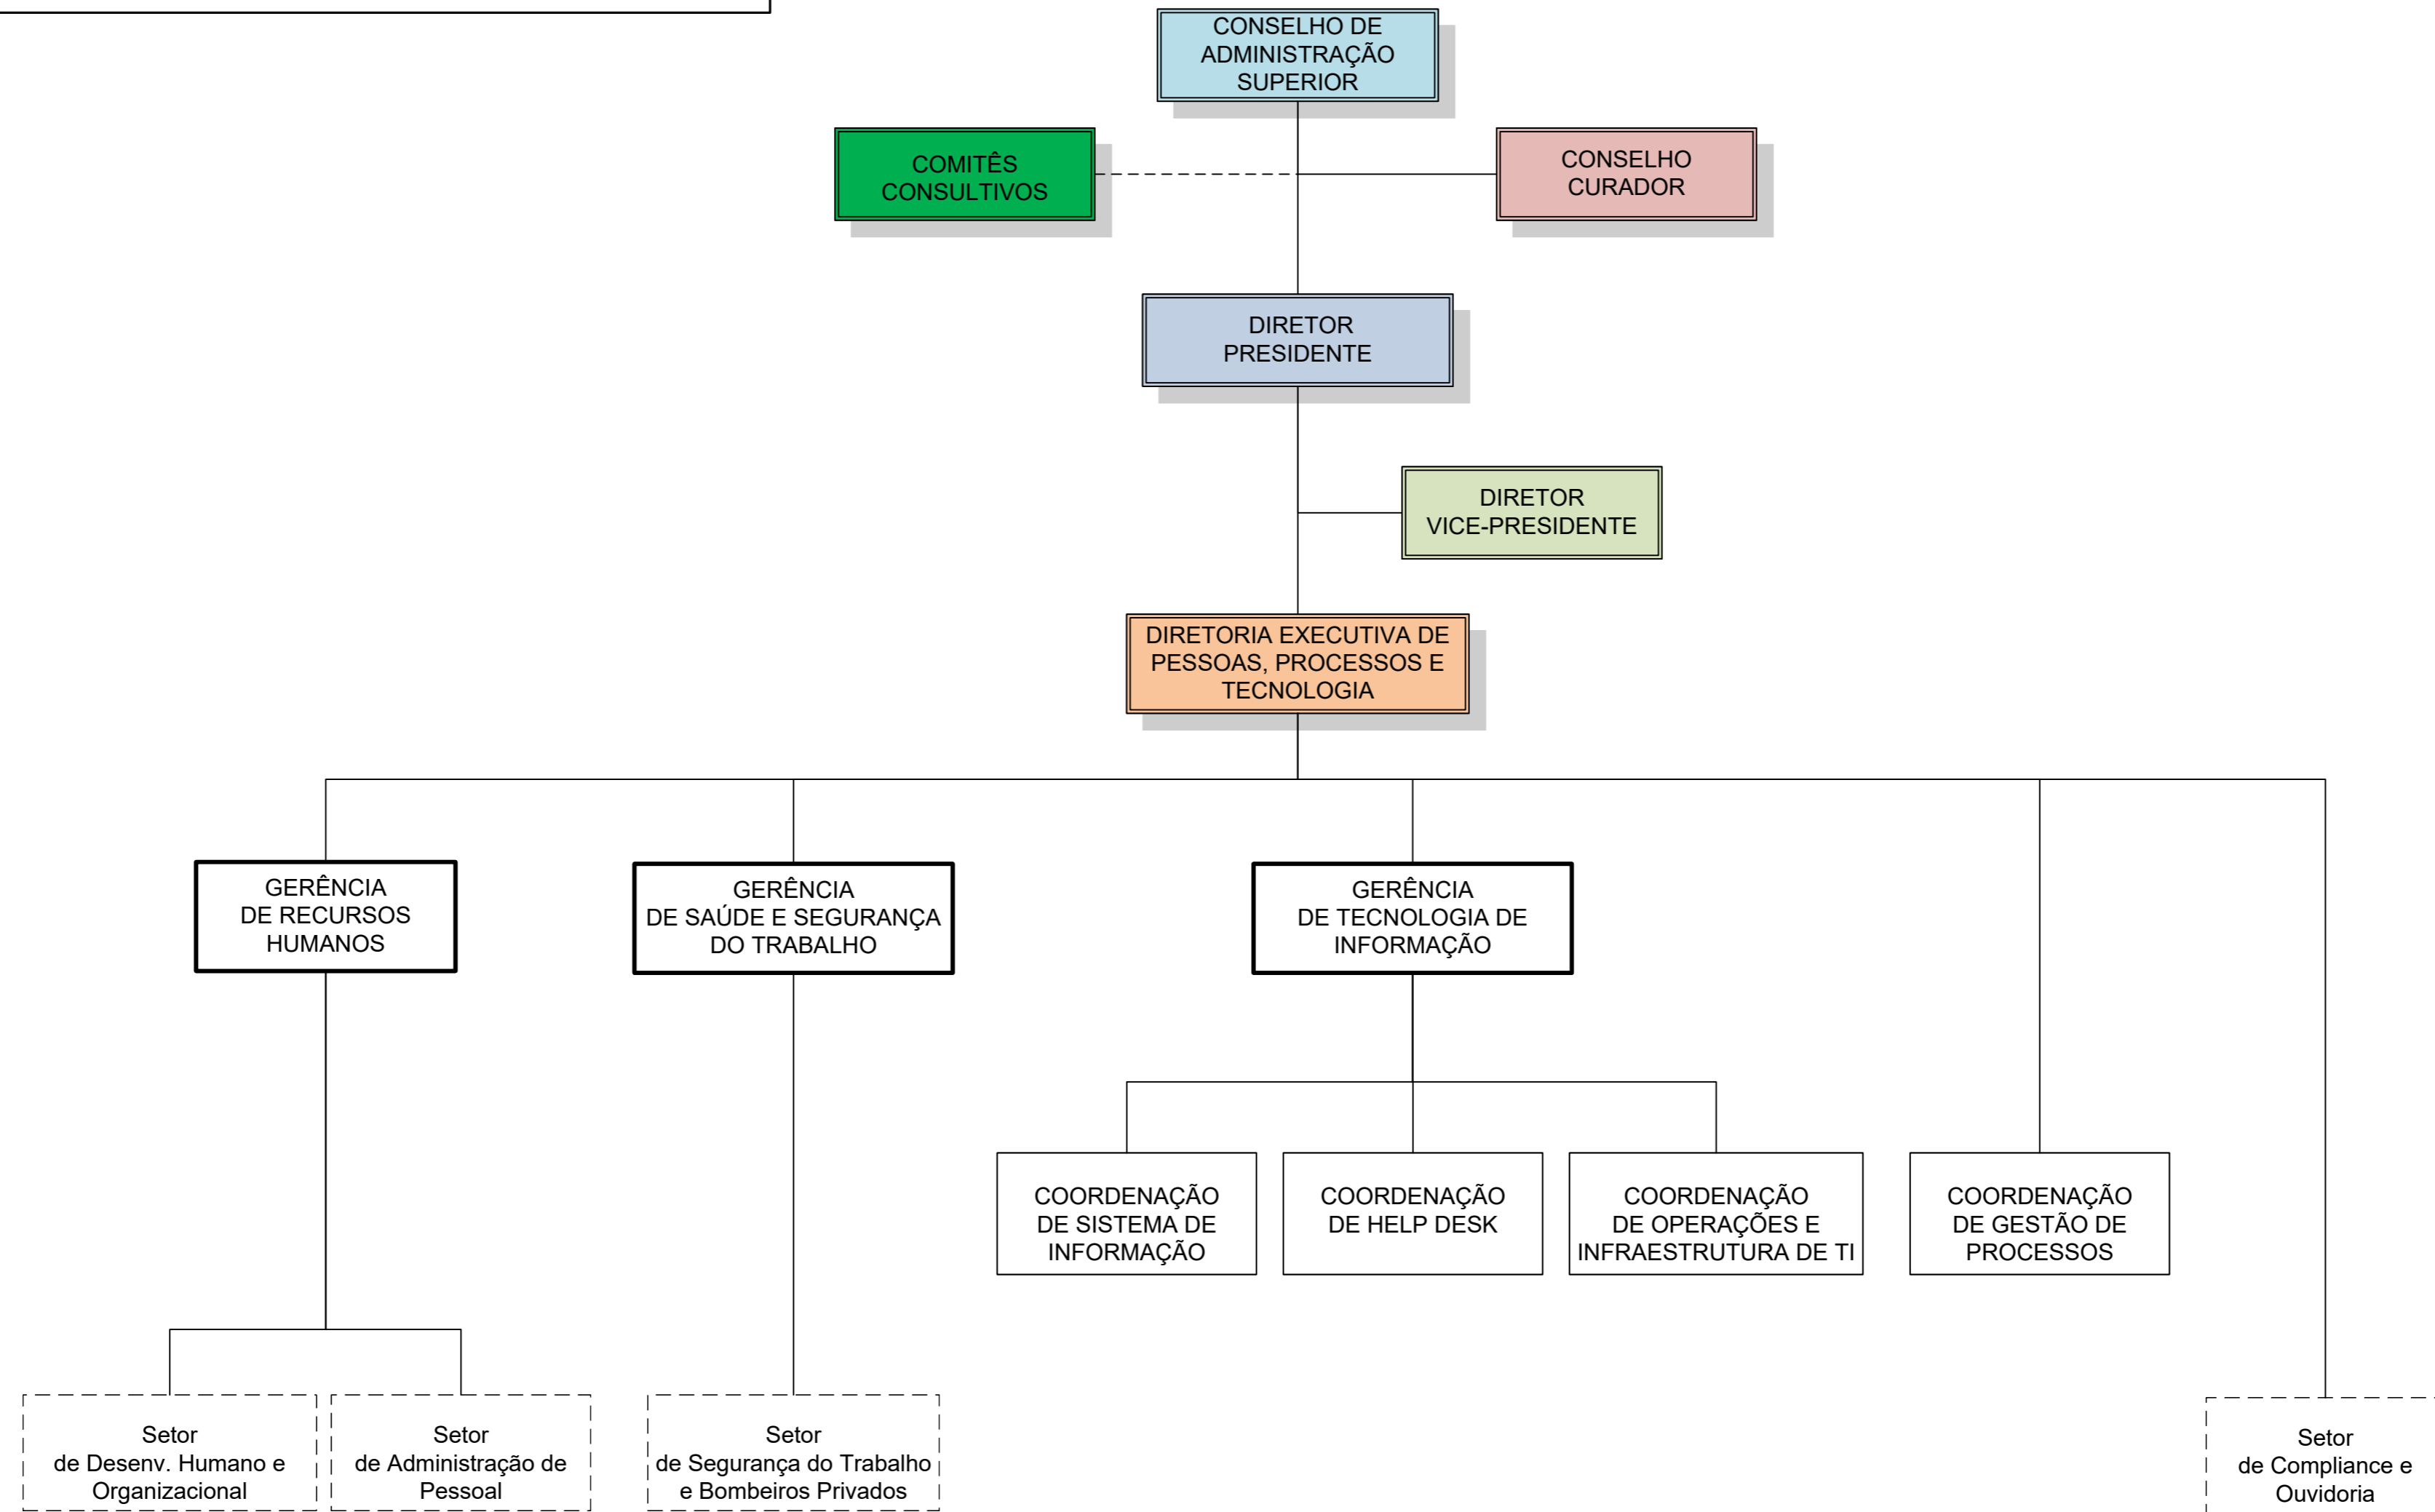 CONSELHO DE
ADMINISTRAÇÃO
SUPERIOR
COMITÊS
CONSULTIVOS
CONSELHO
CURADOR
DIRETOR
PRESIDENTE
DIRETOR
VICE-PRESIDENTE
DIRETORIA EXECUTIVA DE
PESSOAS, PROCESSOS E
TECNOLOGIA
GERÊNCIA
DE RECURSOS
HUMANOS
GERÊNCIA
DE SAÚDE E SEGURANÇA
DO TRABALHO
GERÊNCIA
DE TECNOLOGIA DE
INFORMAÇÃO
COORDENAÇÃO
DE SISTEMA DE
INFORMAÇÃO
COORDENAÇÃO
DE HELP DESK
COORDENAÇÃO
DE OPERAÇÕES E
INFRAESTRUTURA DE TI
COORDENAÇÃO
DE GESTÃO DE
PROCESSOS
Setor
de Desenv. Humano e
Organizacional
Setor
de Administração de
Pessoal
Setor
de Segurança do Trabalho
e Bombeiros Privados
Setor
de Compliance e
Ouvidoria